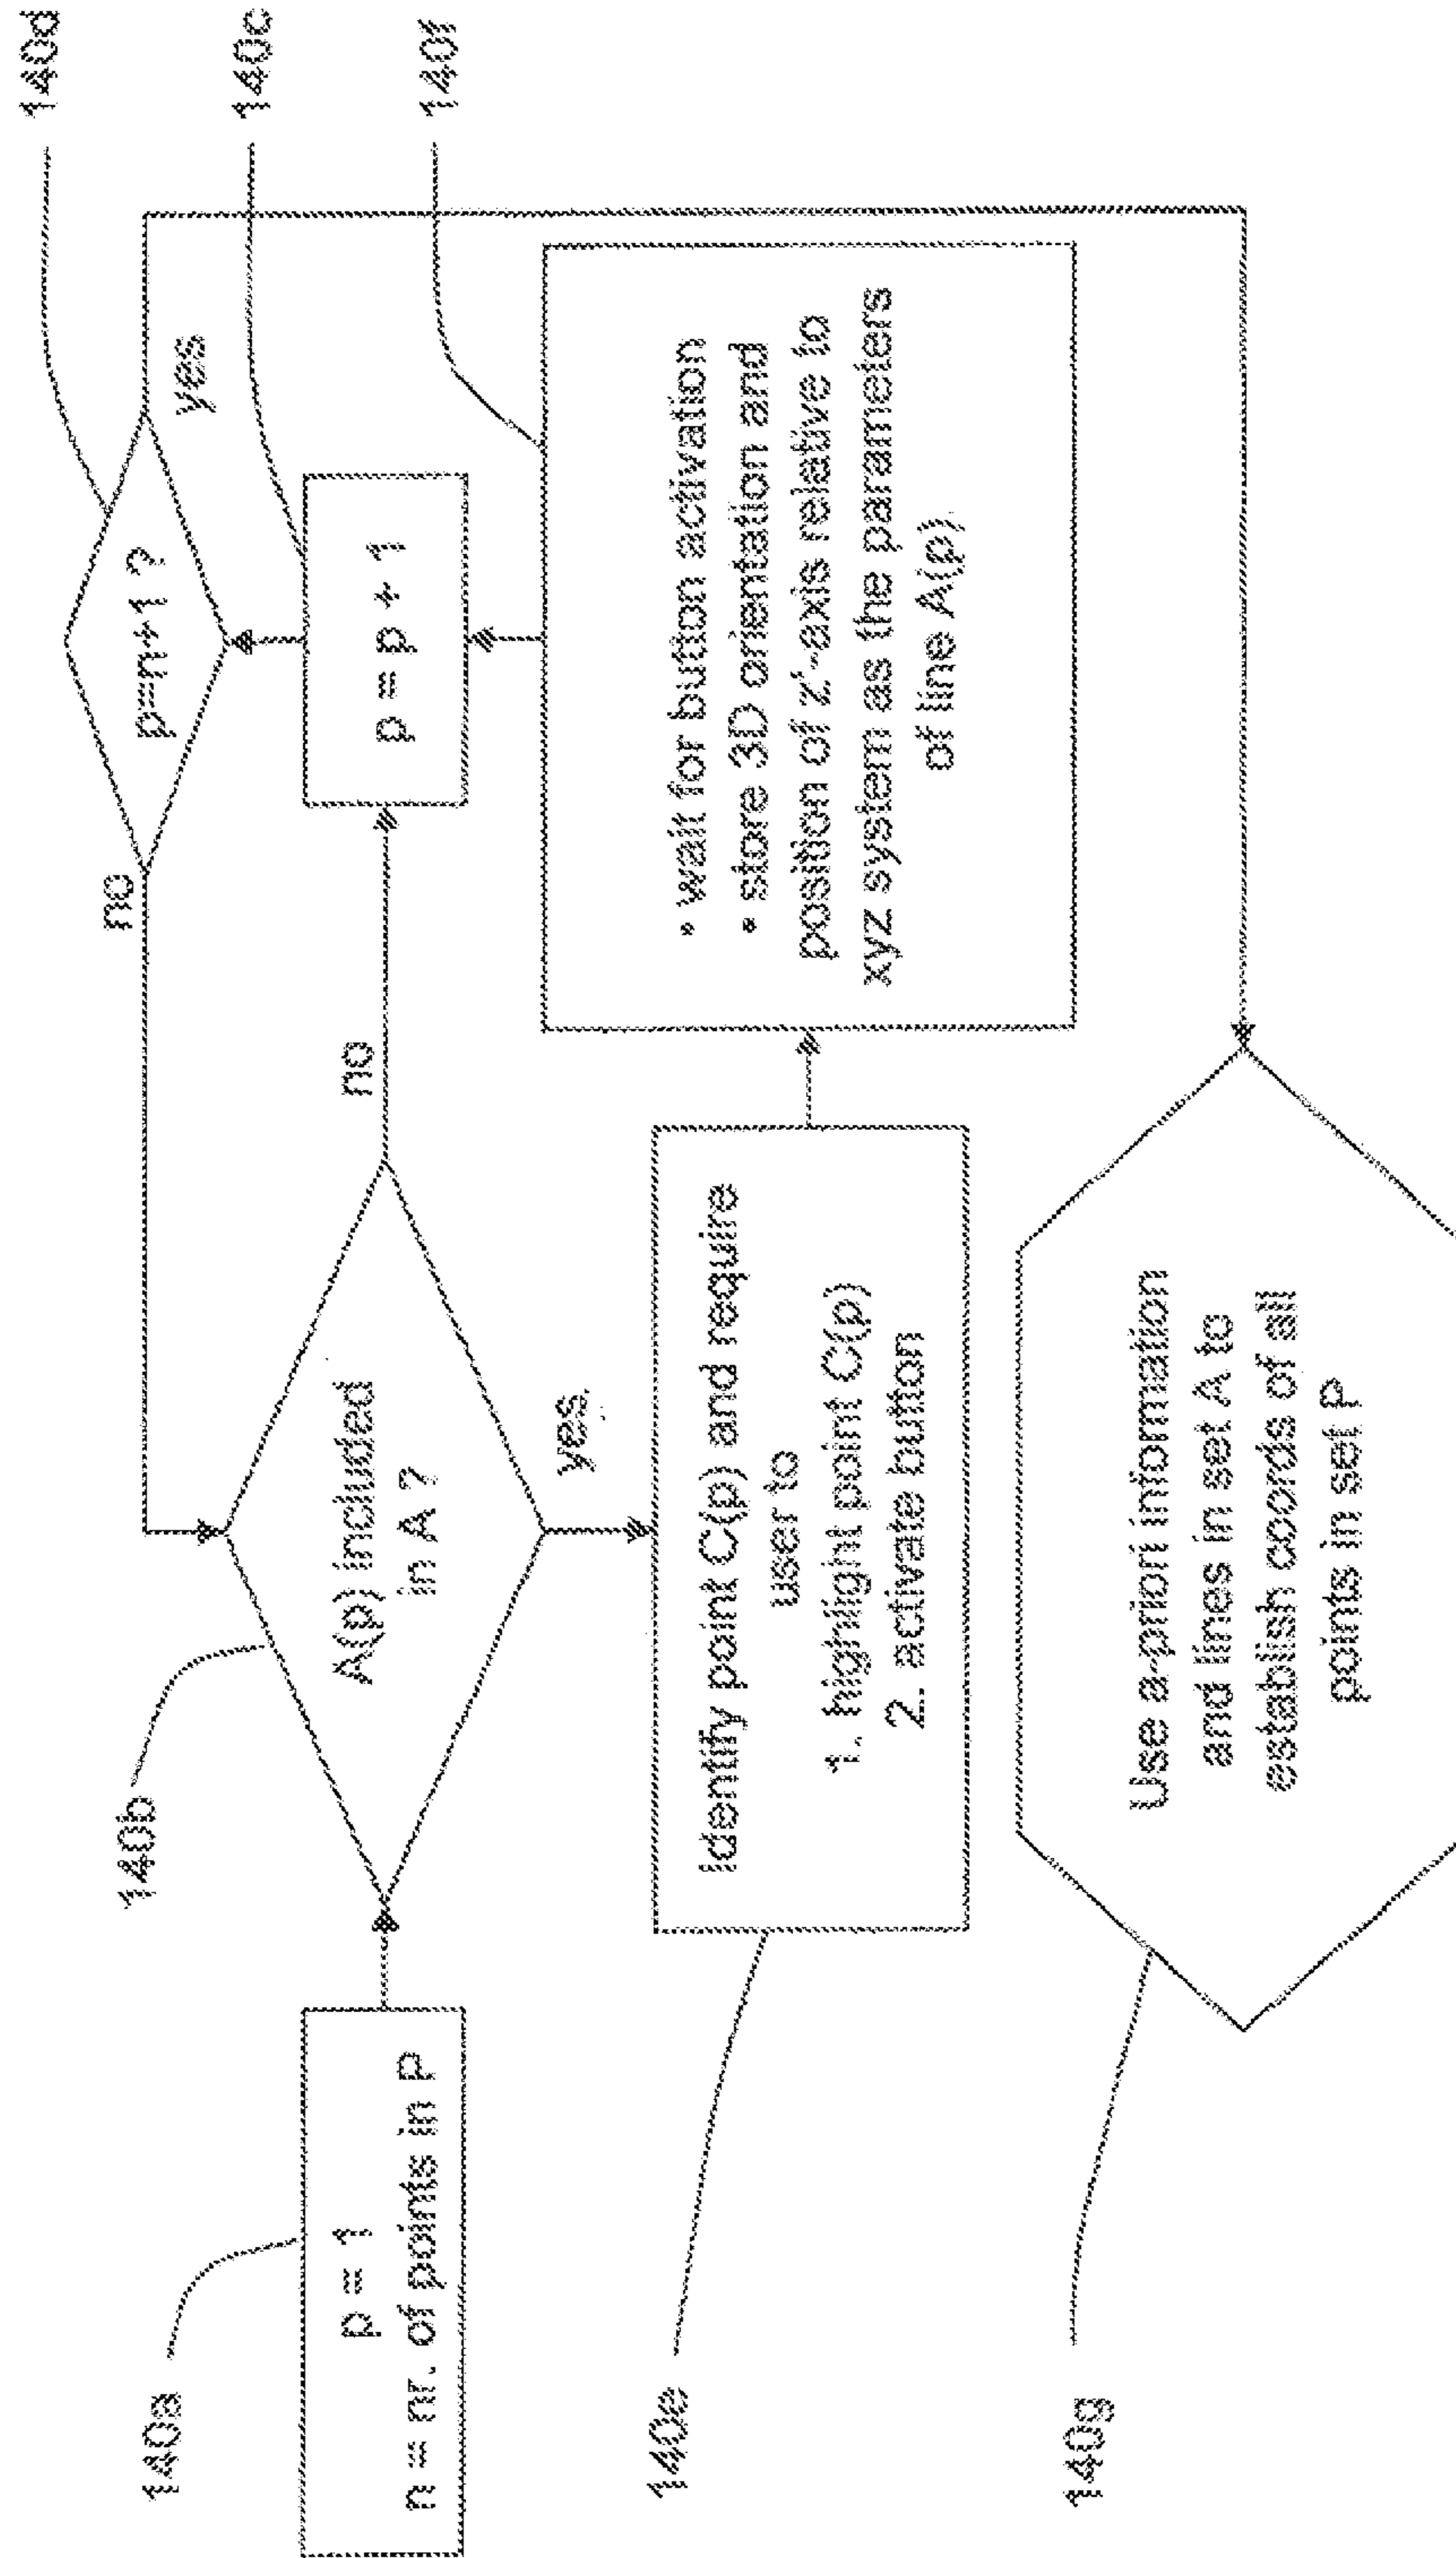 140a
p = 1
n = nr. of points in P
140b
A(p) included
in A ?
no
yes
140d
p=n+1 ?
no
yes
140c
p = p + 1
140e
Identify point C(p) and require
user to
1. highlight point C(p)
2. activate button
140f
• wait for button activation
• store 3D orientation and
position of z'-axis relative to
xyz system as the parameters
of line A(p).
140g
Use a-priori information
and lines in set A to
establish coords of all
points in set P